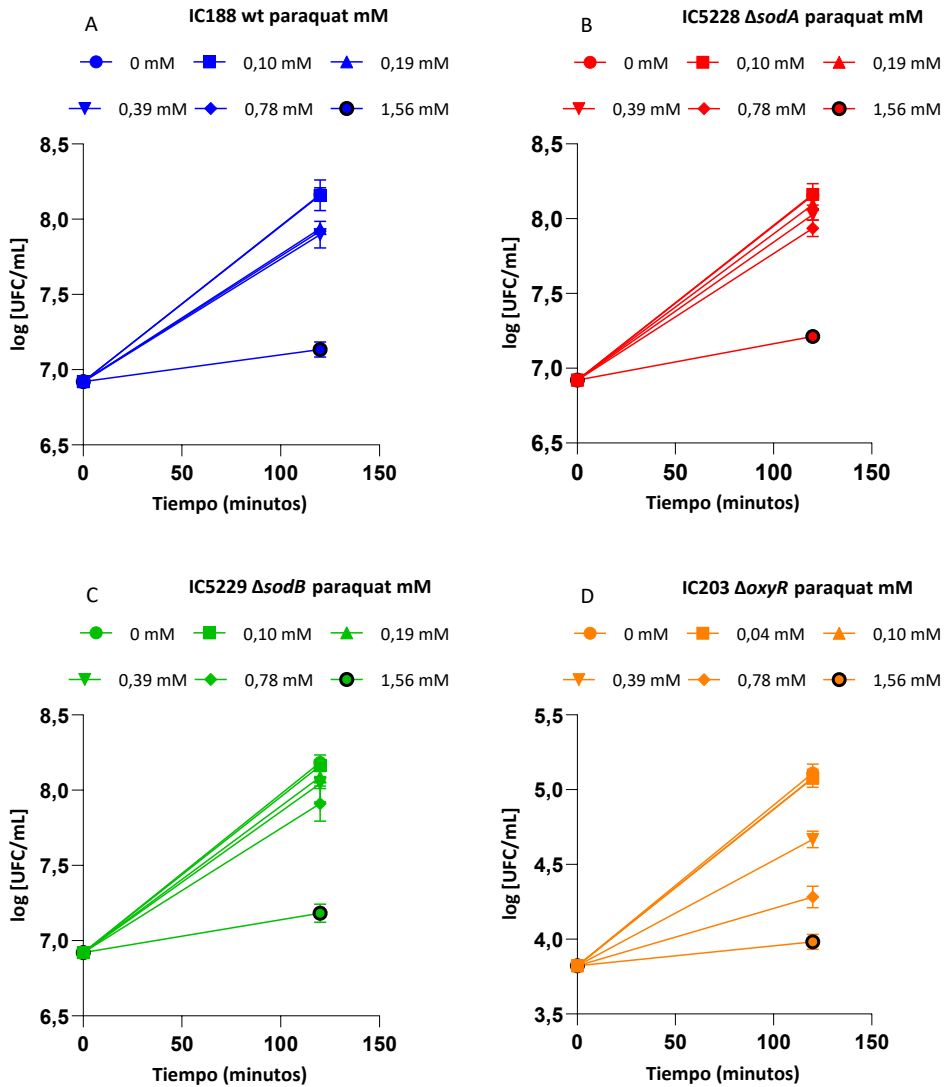 A
IC188 wt paraquat mM
0 mM 0,10 mM 0,19 mM
0,39 mM 0,78 mM 1,56 mM
8,5
8,0
7,5
7,0
6,5
log [UFC/mL]
0 50 100 150
Tiempo (minutos)
B
IC5228 ΔsodA paraquat mM
0 mM 0,10 mM 0,19 mM
0,39 mM 0,78 mM 1,56 mM
8,5
8,0
7,5
7,0
6,5
log [UFC/mL]
0 50 100 150
Tiempo (minutos)
C
IC5229 ΔsodB paraquat mM
0 mM 0,10 mM 0,19 mM
0,39 mM 0,78 mM 1,56 mM
8,5
8,0
7,5
7,0
6,5
log [UFC/mL]
0 50 100 150
Tiempo (minutos)
D
IC203 ΔoxyR paraquat mM
0 mM 0,04 mM 0,10 mM
0,39 mM 0,78 mM 1,56 mM
5,5
5,0
4,5
4,0
3,5
log [UFC/mL]
0 50 100 150
Tiempo (minutos)